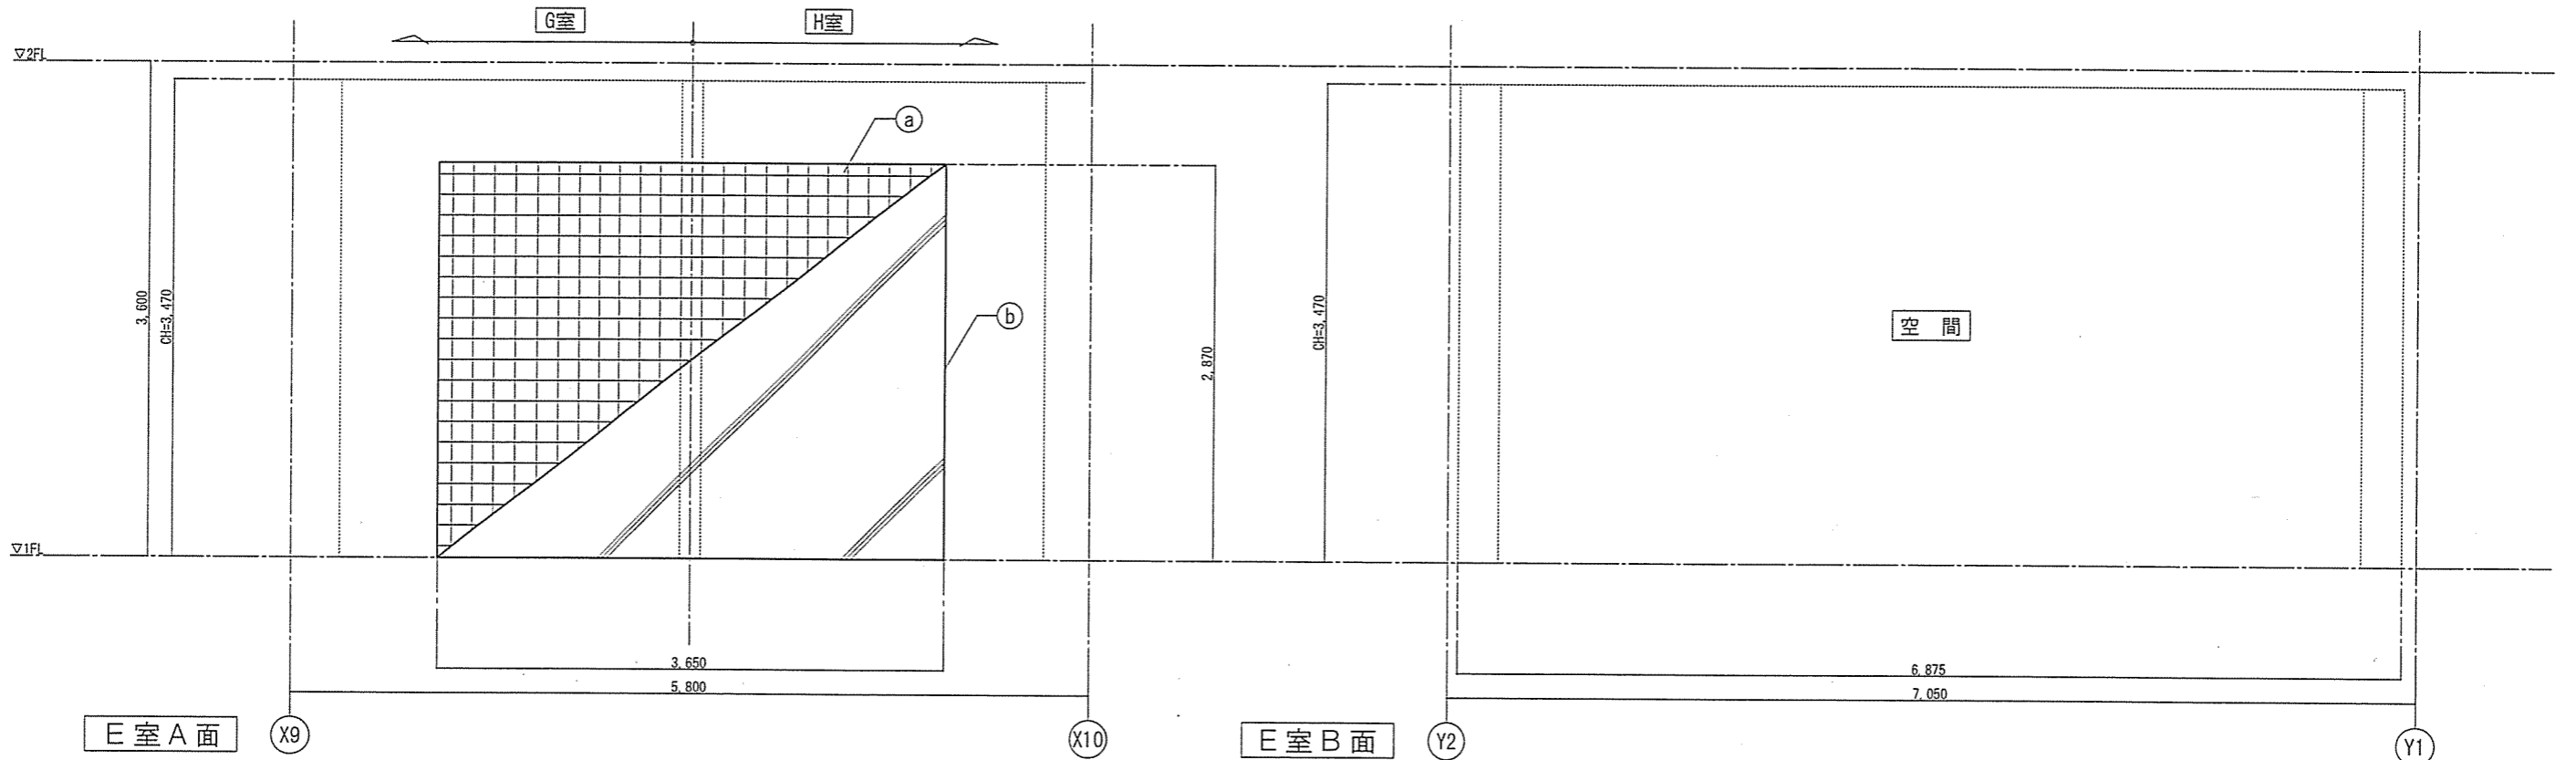 G室
H室
▽2FL
a
3,600
CH=3,470
b
2,870
CH=3,470
空 間
▽1FL
3,650
5,800
6,875
7,050
E室A面
X9
X10
E室B面
Y2
Y1